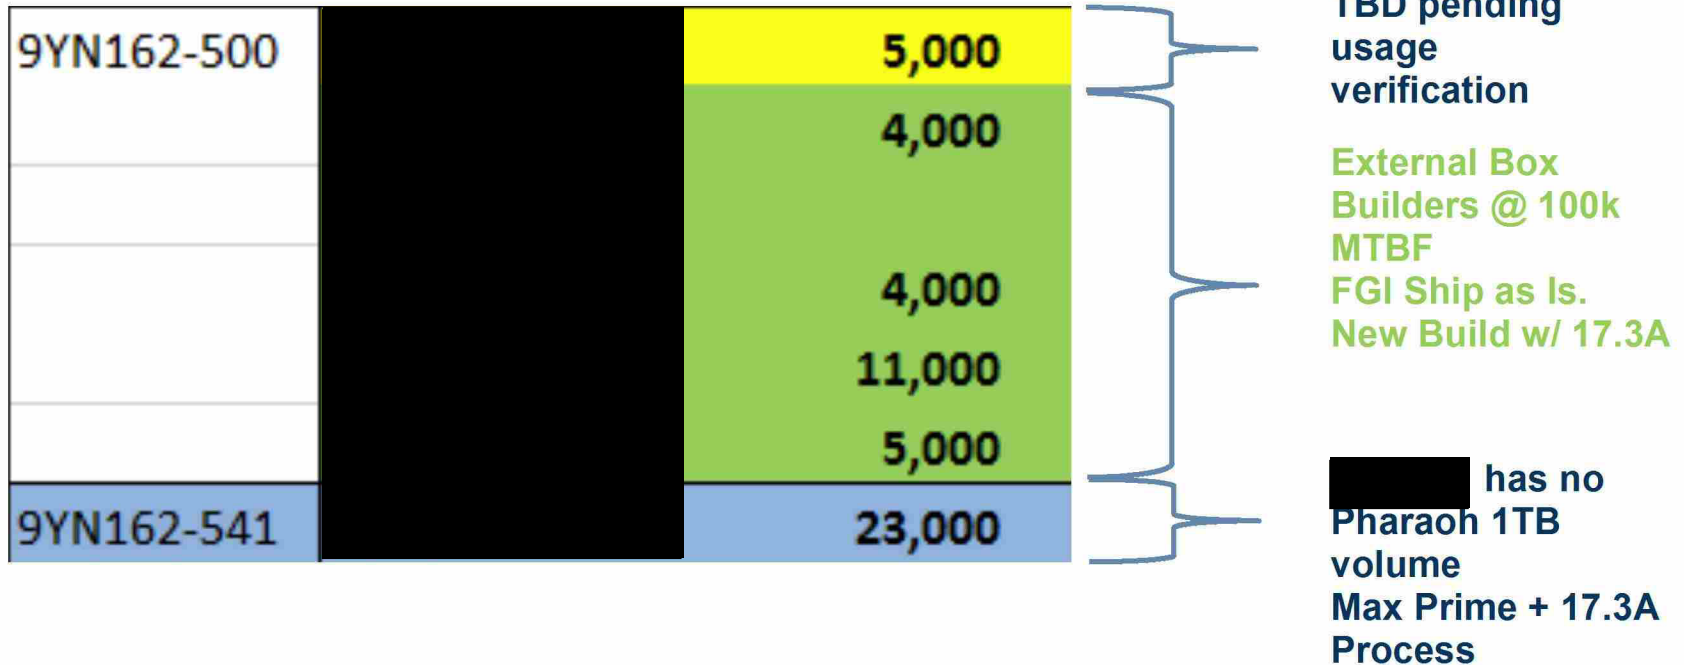 9YN162-500
5,000
4,000
4,000
11,000
5,000
9YN162-541
23,000
TBD pending
usage
verification
External Box
Builders @ 100k
MTBF
FGI Ship as Is.
New Build w/ 17.3A
has no
Pharaoh 1TB
volume
Max Prime + 17.3A
Process